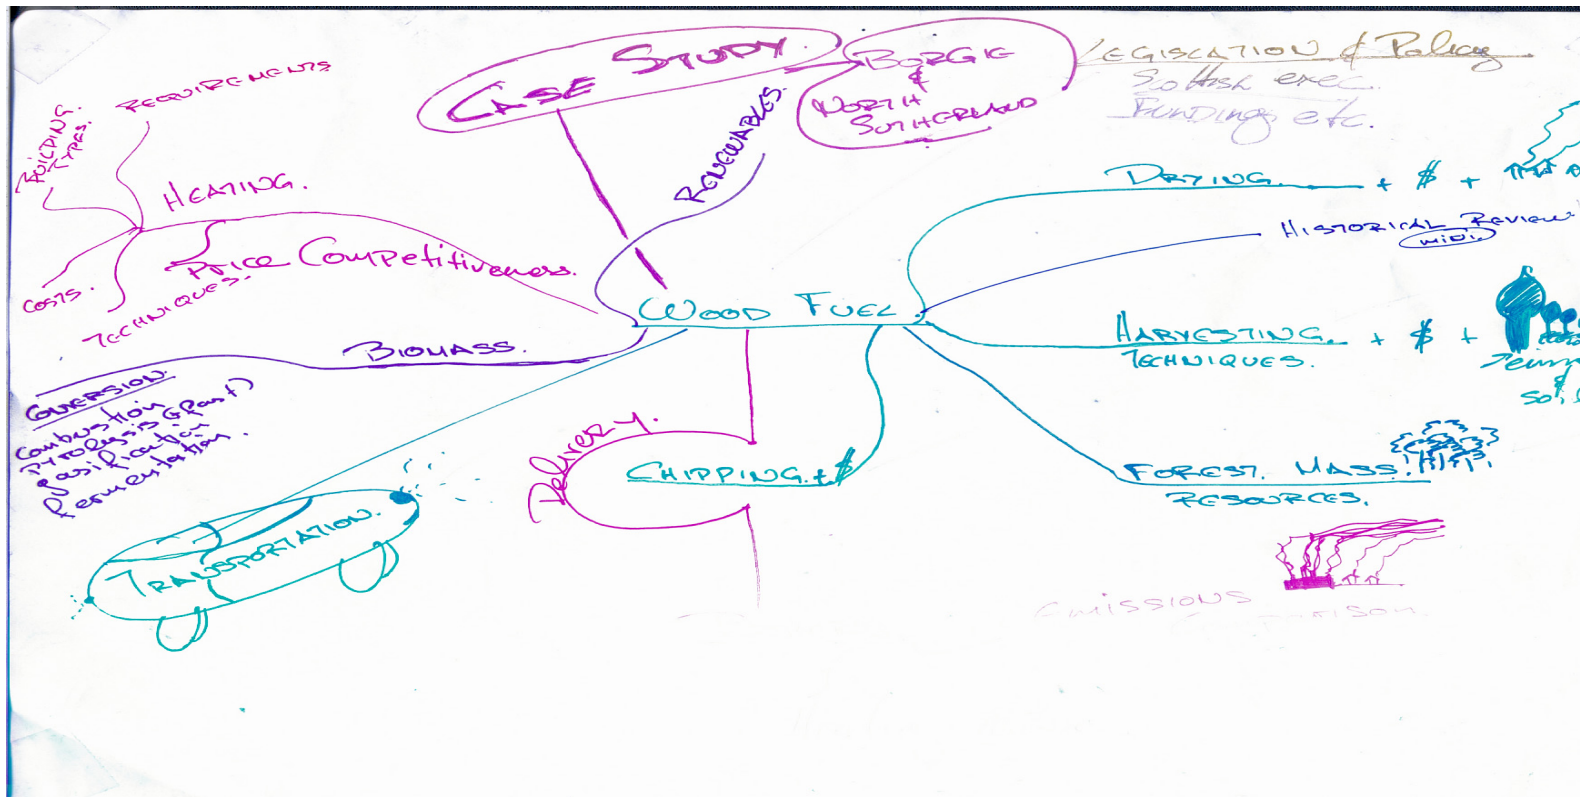 CASE STUDY.
BORGIE
&
NORTH
SUTHERLAND
LEGISLATION & Policy
Scottish exec.
Funding etc.
REQUIREMENTS
BUILDING
TYPES.
HEATING.
Price Competitiveness.
COSTS.
TECHNIQUES.
RENEWABLES.
DRYING. + $ +
HISTORICAL REVIEW
MIDI.
WOOD FUEL.
HARVESTING. + $ +
TECHNIQUES.
&
BIOMASS.
CONVERSION.
Combustion
Pyrolysis (Past)
gasification
fermentation.
Delivery.
CHIPPING. + $
FOREST. MASS.
RESOURCES.
TRANSPORTATION.
EMISSIONS